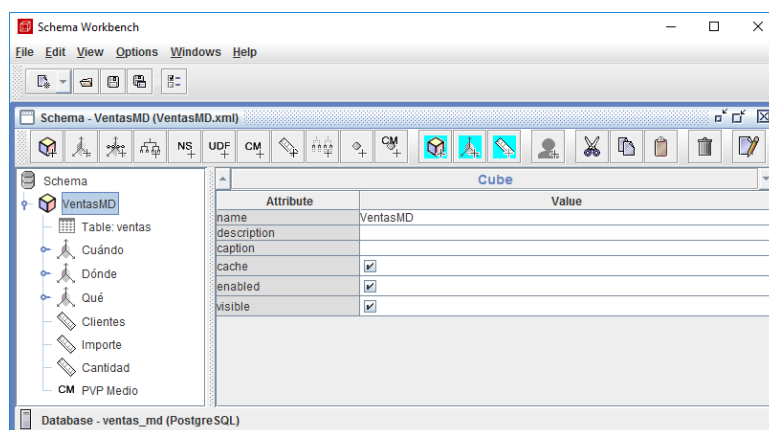 Schema Workbench
File Edit View Options Windows Help
Schema - VentasMD (VentasMD.xml)
NS UDF CM CM
Schema
VentasMD
Table: ventas
Cuándo
Dónde
Qué
Clientes
Importe
Cantidad
CM PVP Medio
Cube
Attribute Value
name VentasMD
description
caption
cache
enabled
visible
Database - ventas_md (PostgreSQL)